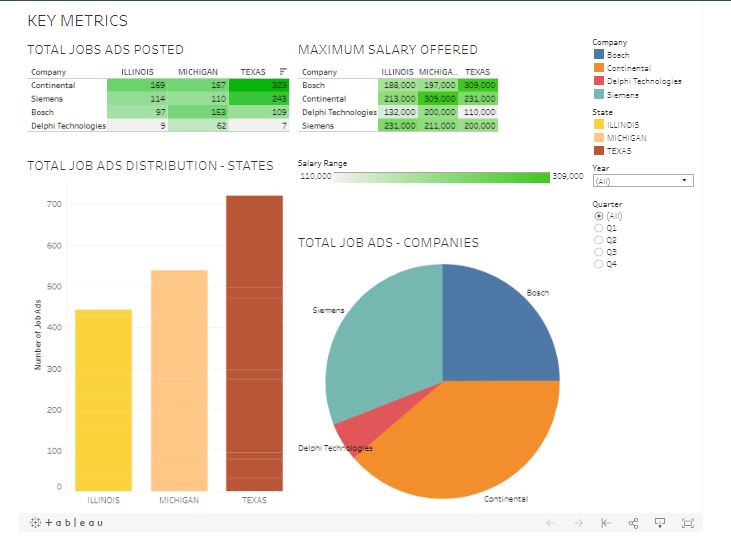 KEY METRICS
TOTAL JOBS ADS POSTED
Company ILLINOIS MICHIGAN TEXAS
Continental 169 157 323
Siemens 114 110 243
Bosch 97 153 109
Delphi Technologies 9 62 7
MAXIMUM SALARY OFFERED
Company ILLINOIS MICHIGA.. TEXAS
Bosch 188,000 197,000 309,000
Continental 213,000 309,000 231,000
Delphi Technologies 132,000 200,000 110,000
Siemens 231,000 211,000 200,000
Company
Bosch
Continental
Delphi Technologies
Siemens
State
ILLINOIS
MICHIGAN
TEXAS
Year
(All)
Quarter
(All)
Q1
Q2
Q3
Q4
Salary Range
110,000 309,000
TOTAL JOB ADS DISTRIBUTION - STATES
Number of Job Ads
700
600
500
400
300
200
100
0
ILLINOIS MICHIGAN TEXAS
TOTAL JOB ADS - COMPANIES
Bosch
Siemens
Delphi Technologies
Continental
+ableau